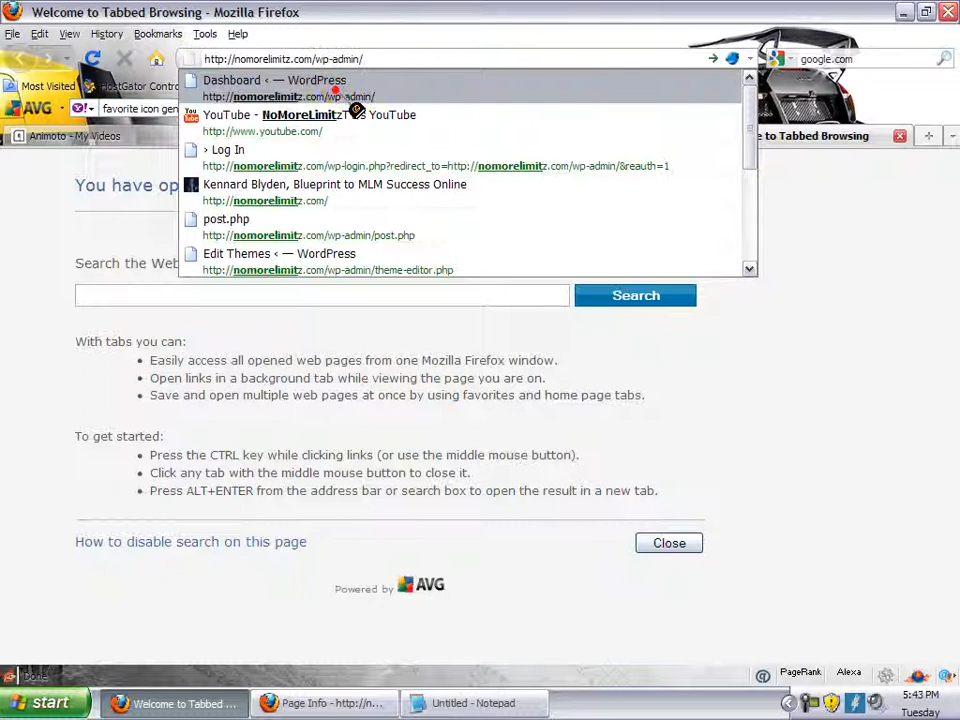 Welcome to Tabbed Browsing - Mozilla Firefox
File Edit View History Bookmarks Tools Help
http://nomorelimitz.com/wp-admin/
google.com
Most Visited HostGator Control
Dashboard ‹ — WordPress
http://nomorelimitz.com/wp-admin/
AVG Y! favorite icon gen
YouTube - NoMoreLimitzT YouTube
http://www.youtube.com/
Animoto - My Videos
e to Tabbed Browsing
› Log In
http://nomorelimitz.com/wp-login.php?redirect_to=http://nomorelimitz.com/wp-admin/&reauth=1
You have op
Kennard Blyden, Blueprint to MLM Success Online
http://nomorelimitz.com/
post.php
http://nomorelimitz.com/wp-admin/post.php
Edit Themes ‹ — WordPress
http://nomorelimitz.com/wp-admin/theme-editor.php
Search the Web
Search
With tabs you can:
Easily access all opened web pages from one Mozilla Firefox window.
Open links in a background tab while viewing the page you are on.
Save and open multiple web pages at once by using favorites and home page tabs.
To get started:
Press the CTRL key while clicking links (or use the middle mouse button).
Click any tab with the middle mouse button to close it.
Press ALT+ENTER from the address bar or search box to open the result in a new tab.
How to disable search on this page
Close
Powered by AVG
Done
PageRank Alexa
start
Welcome to Tabbed ...
Page Info - http://n...
Untitled - Notepad
5:43 PM
Tuesday